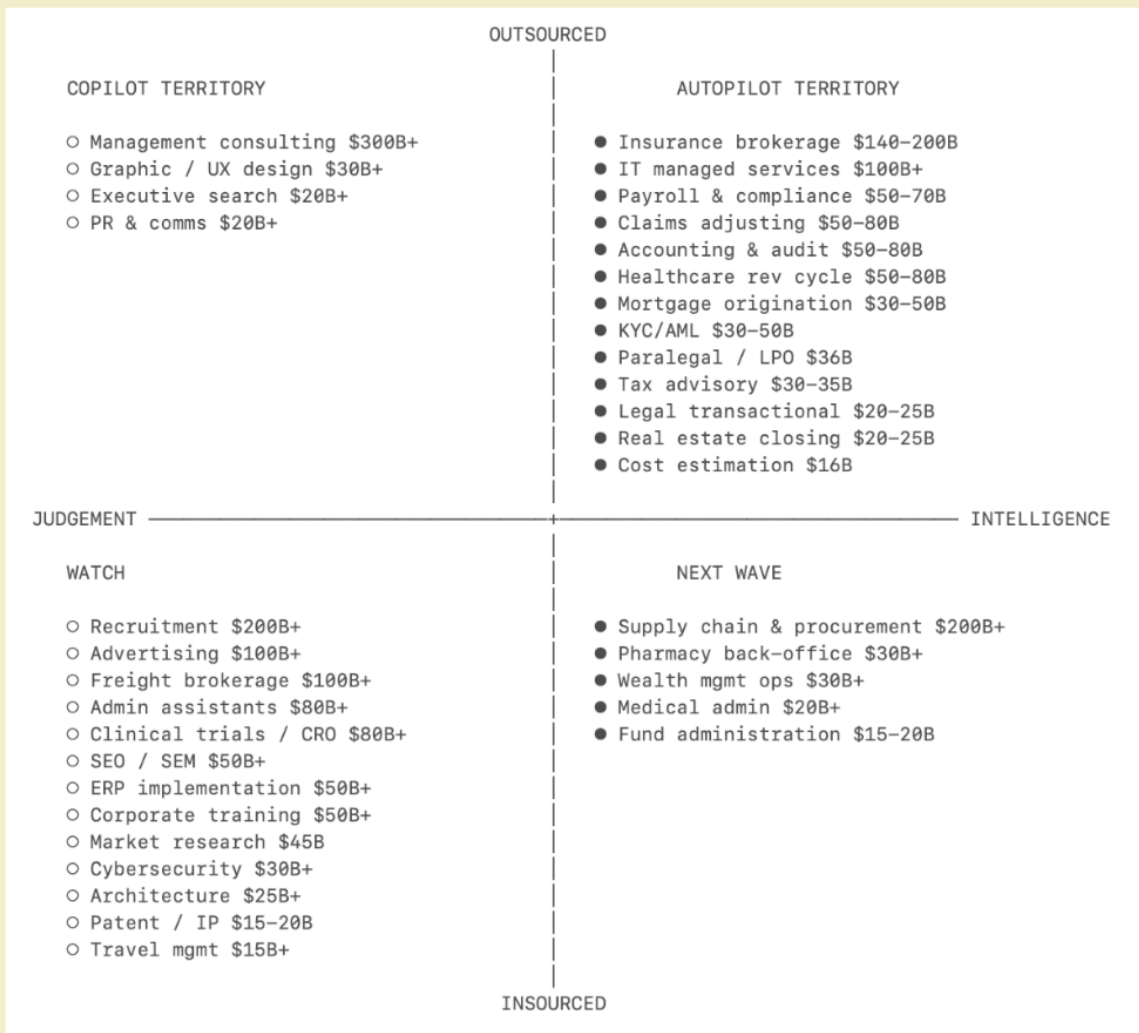 OUTSOURCED
COPILOT TERRITORY
○ Management consulting $300B+
○ Graphic / UX design $30B+
○ Executive search $20B+
○ PR & comms $20B+
AUTOPILOT TERRITORY
● Insurance brokerage $140–200B
● IT managed services $100B+
● Payroll & compliance $50–70B
● Claims adjusting $50–80B
● Accounting & audit $50–80B
● Healthcare rev cycle $50–80B
● Mortgage origination $30–50B
● KYC/AML $30–50B
● Paralegal / LPO $36B
● Tax advisory $30–35B
● Legal transactional $20–25B
● Real estate closing $20–25B
● Cost estimation $16B
JUDGEMENT
INTELLIGENCE
WATCH
○ Recruitment $200B+
○ Advertising $100B+
○ Freight brokerage $100B+
○ Admin assistants $80B+
○ Clinical trials / CRO $80B+
○ SEO / SEM $50B+
○ ERP implementation $50B+
○ Corporate training $50B+
○ Market research $45B
○ Cybersecurity $30B+
○ Architecture $25B+
○ Patent / IP $15–20B
○ Travel mgmt $15B+
NEXT WAVE
● Supply chain & procurement $200B+
● Pharmacy back–office $30B+
● Wealth mgmt ops $30B+
● Medical admin $20B+
● Fund administration $15–20B
INSOURCED